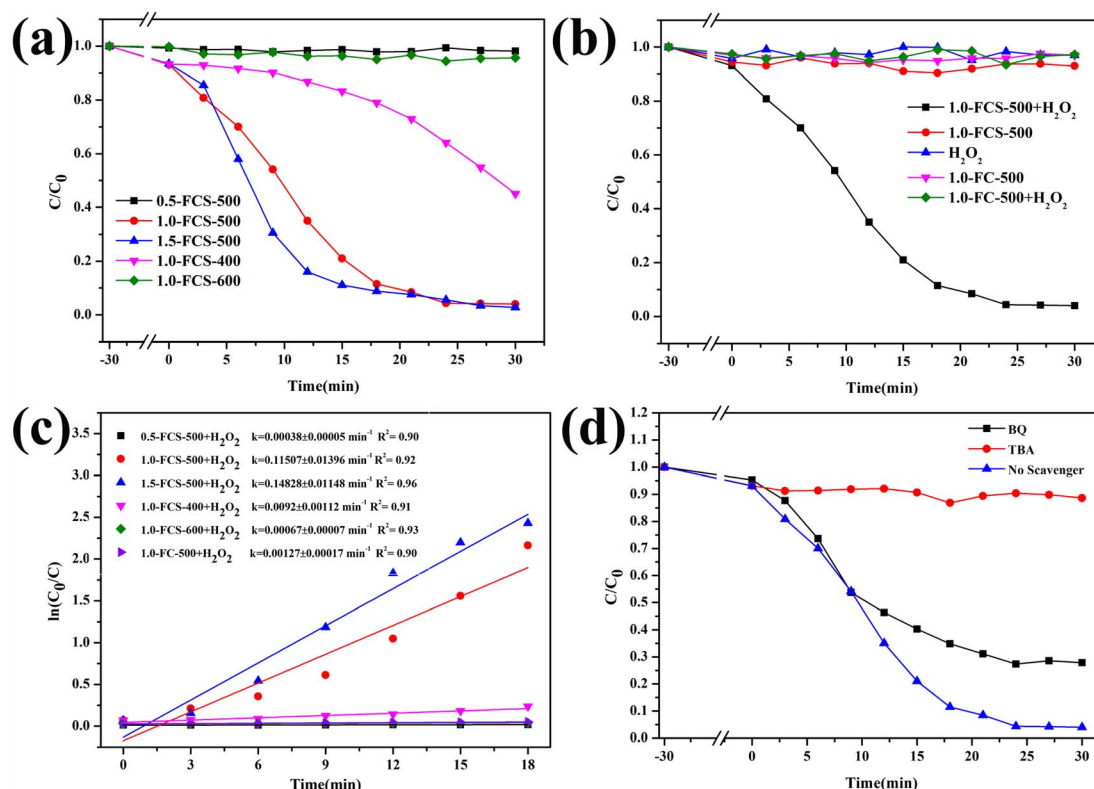 (a)
C/C₀
1.0
0.8
0.6
0.4
0.2
0.0
0.5-FCS-500
1.0-FCS-500
1.5-FCS-500
1.0-FCS-400
1.0-FCS-600
-30 0 5 10 15 20 25 30
Time(min)
(b)
C/C₀
1.0
0.8
0.6
0.4
0.2
0.0
1.0-FCS-500+H₂O₂
1.0-FCS-500
H₂O₂
1.0-FC-500
1.0-FC-500+H₂O₂
-30 0 5 10 15 20 25 30
Time(min)
(c)
ln(C₀/C)
3.5
3.0
2.5
2.0
1.5
1.0
0.5
0.0
0.5-FCS-500+H₂O₂ k=0.00038±0.00005 min⁻¹ R²= 0.90
1.0-FCS-500+H₂O₂ k=0.11507±0.01396 min⁻¹ R²= 0.92
1.5-FCS-500+H₂O₂ k=0.14828±0.01148 min⁻¹ R²= 0.96
1.0-FCS-400+H₂O₂ k=0.0092±0.00112 min⁻¹ R²= 0.91
1.0-FCS-600+H₂O₂ k=0.00067±0.00007 min⁻¹ R²= 0.93
1.0-FC-500+H₂O₂ k=0.00127±0.00017 min⁻¹ R²= 0.90
0 3 6 9 12 15 18
Time(min)
(d)
C/C₀
1.2
1.1
1.0
0.9
0.8
0.7
0.6
0.5
0.4
0.3
0.2
0.1
0.0
BQ
TBA
No Scavenger
-30 0 5 10 15 20 25 30
Time(min)